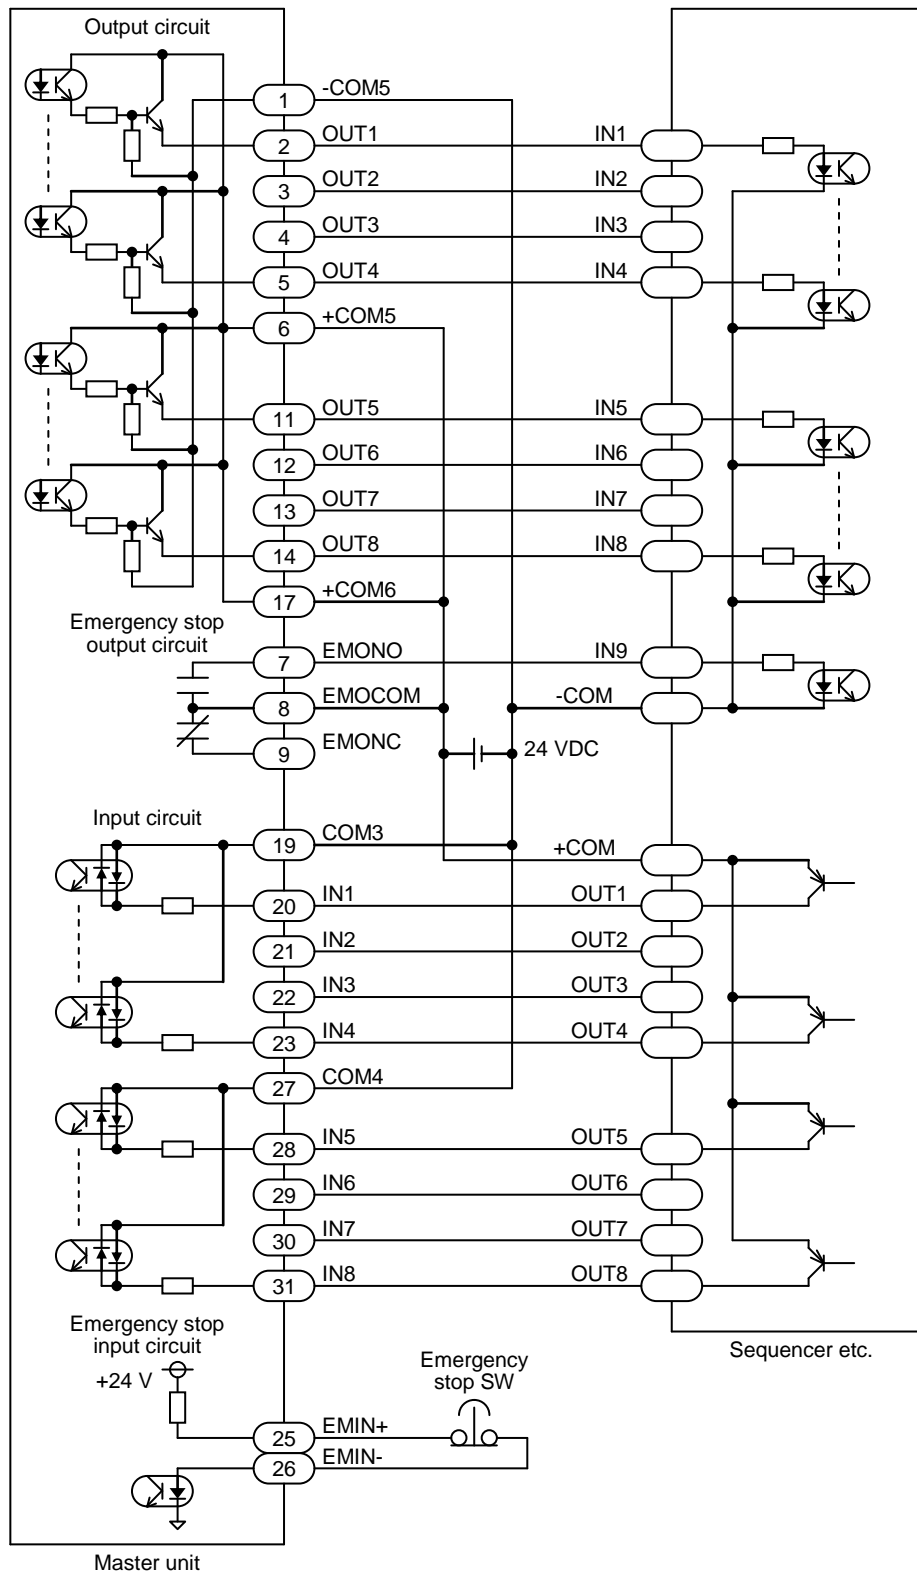 Output circuit
1 -COM5
2 OUT1 IN1
3 OUT2 IN2
4 OUT3 IN3
5 OUT4 IN4
6 +COM5
11 OUT5 IN5
12 OUT6 IN6
13 OUT7 IN7
14 OUT8 IN8
17 +COM6
Emergency stop
output circuit
7 EMONO IN9
8 EMOCOM -COM
9 EMONC 24 VDC
Input circuit
19 COM3
+COM
20 IN1 OUT1
21 IN2 OUT2
22 IN3 OUT3
23 IN4 OUT4
27 COM4
28 IN5 OUT5
29 IN6 OUT6
30 IN7 OUT7
31 IN8 OUT8
Emergency stop
input circuit
+24 V
Emergency
stop SW
Sequencer etc.
25 EMIN+
26 EMIN-
Master unit